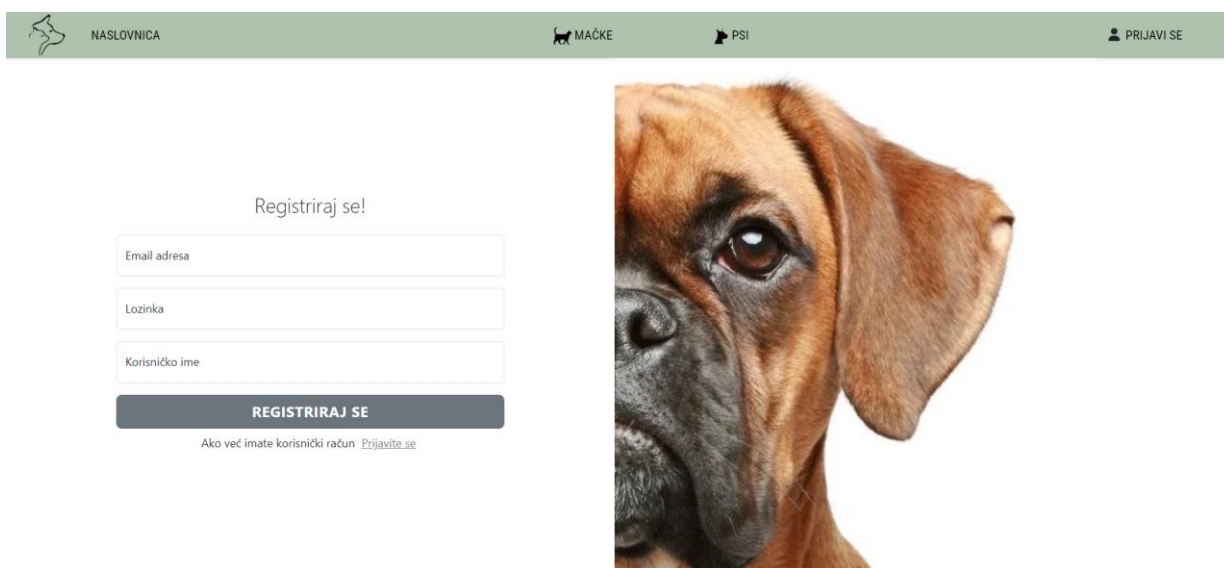 NASLOVNICA
MAČKE
PSI
PRIJAVI SE
Registriraj se!
Email adresa
Lozinka
Korisničko ime
REGISTRIRAJ SE
Ako već imate korisnički račun Prijavite se